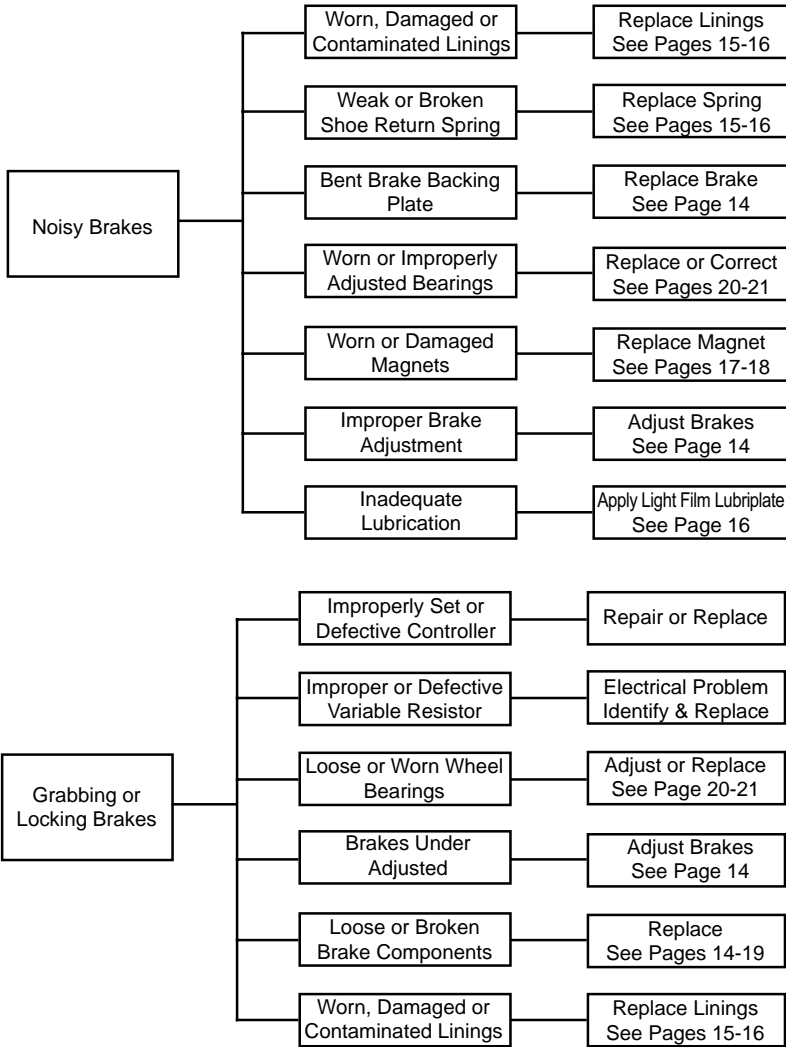 Noisy Brakes
Worn, Damaged or
Contaminated Linings
Replace Linings
See Pages 15-16
Weak or Broken
Shoe Return Spring
Replace Spring
See Pages 15-16
Bent Brake Backing
Plate
Replace Brake
See Page 14
Worn or Improperly
Adjusted Bearings
Replace or Correct
See Pages 20-21
Worn or Damaged
Magnets
Replace Magnet
See Pages 17-18
Improper Brake
Adjustment
Adjust Brakes
See Page 14
Inadequate
Lubrication
Apply Light Film Lubriplate
See Page 16
Grabbing or
Locking Brakes
Improperly Set or
Defective Controller
Repair or Replace
Improper or Defective
Variable Resistor
Electrical Problem
Identify & Replace
Loose or Worn Wheel
Bearings
Adjust or Replace
See Page 20-21
Brakes Under
Adjusted
Adjust Brakes
See Page 14
Loose or Broken
Brake Components
Replace
See Pages 14-19
Worn, Damaged or
Contaminated Linings
Replace Linings
See Pages 15-16